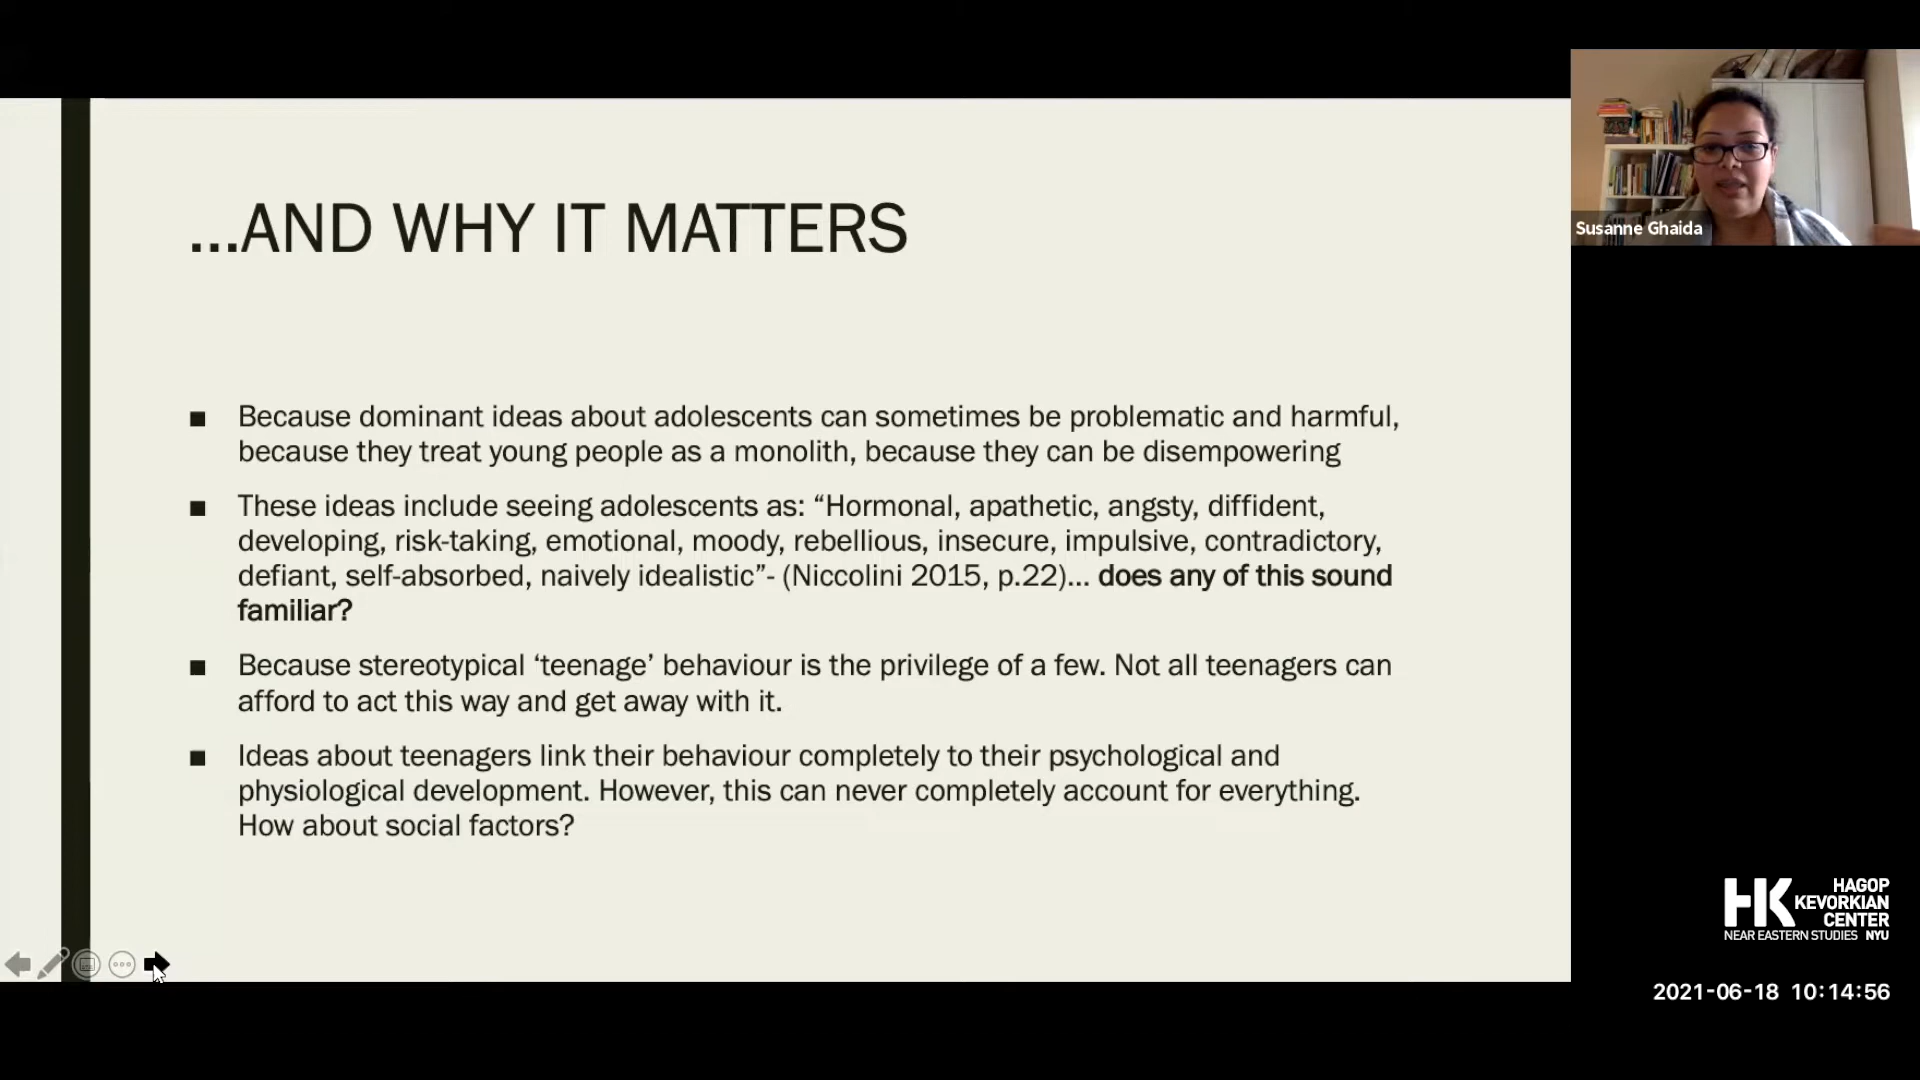 ...AND WHY IT MATTERS
■ Because dominant ideas about adolescents can sometimes be problematic and harmful,
because they treat young people as a monolith, because they can be disempowering
■ These ideas include seeing adolescents as: “Hormonal, apathetic, angsty, diffident,
developing, risk-taking, emotional, moody, rebellious, insecure, impulsive, contradictory,
defiant, self-absorbed, naively idealistic”- (Niccolini 2015, p.22)... does any of this sound
familiar?
■ Because stereotypical ‘teenage’ behaviour is the privilege of a few. Not all teenagers can
afford to act this way and get away with it.
■ Ideas about teenagers link their behaviour completely to their psychological and
physiological development. However, this can never completely account for everything.
How about social factors?
Susanne Ghaida
HK
HAGOP
KEVORKIAN
CENTER
NEAR EASTERN STUDIES NYU
2021-06-18 10:14:56